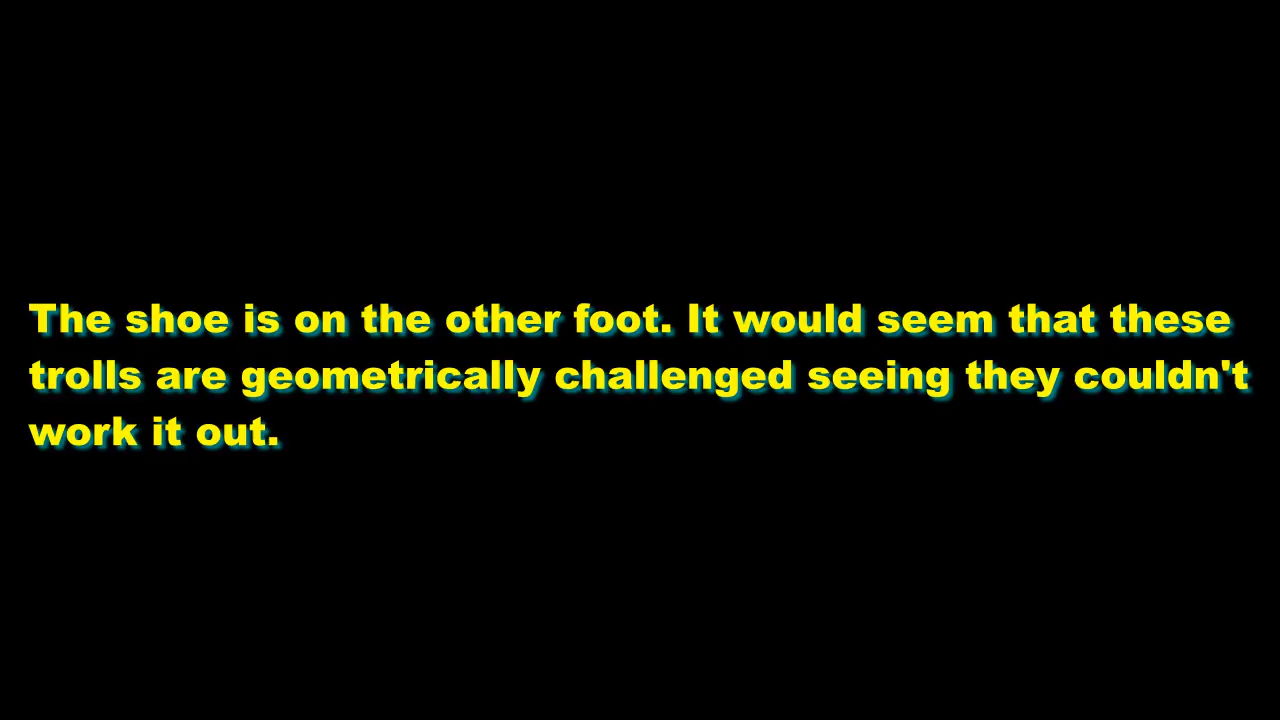 The shoe is on the other foot. It would seem that these
trolls are geometrically challenged seeing they couldn't
work it out.